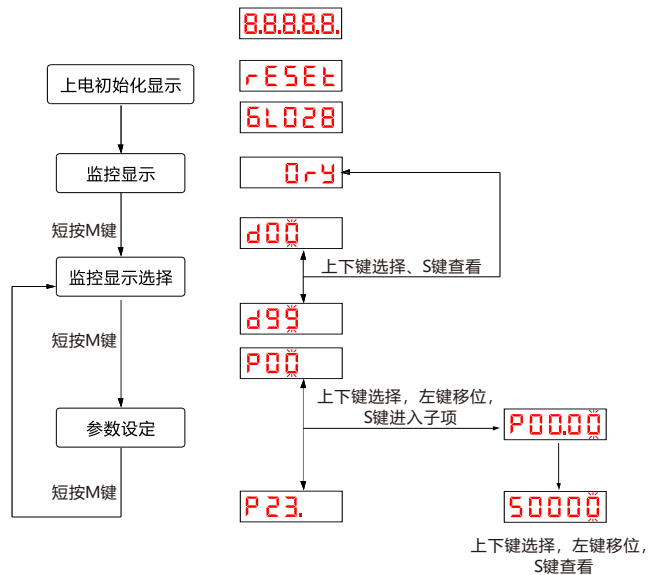 8.8.8.8.8.
rESEt
上电初始化显示
6L028
监控显示
0rY
短按M键
d00
监控显示选择
上下键选择、S键查看
d99
短按M键
P00
上下键选择，左键移位，
S键进入子项
参数设定
P00.00
短按M键
P23.
50000
上下键选择，左键移位，
S键查看